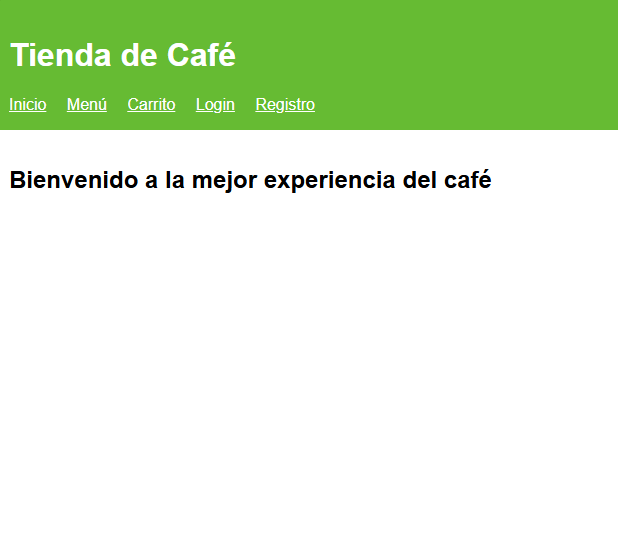 Tienda de Café
Inicio Menú Carrito Login Registro
Bienvenido a la mejor experiencia del café